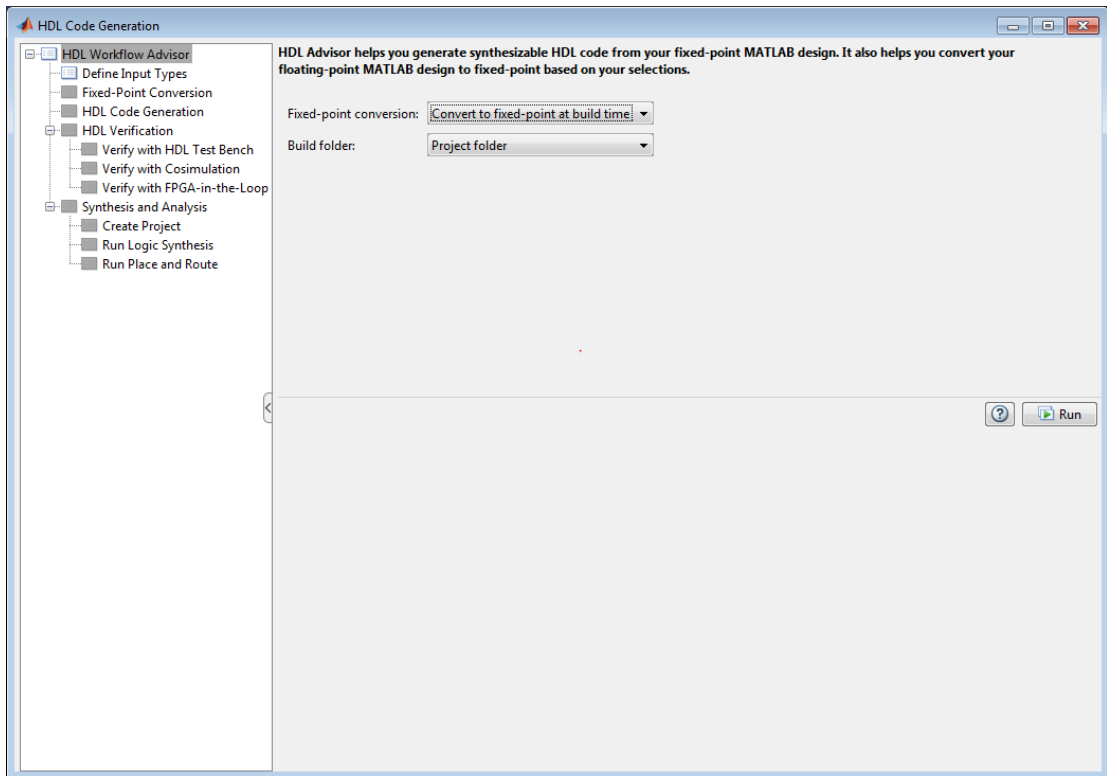 HDL Code Generation
HDL Workflow Advisor
Define Input Types
Fixed-Point Conversion
HDL Code Generation
HDL Verification
Verify with HDL Test Bench
Verify with Cosimulation
Verify with FPGA-in-the-Loop
Synthesis and Analysis
Create Project
Run Logic Synthesis
Run Place and Route
HDL Advisor helps you generate synthesizable HDL code from your fixed-point MATLAB design. It also helps you convert your
floating-point MATLAB design to fixed-point based on your selections.
Fixed-point conversion: Convert to fixed-point at build time
Build folder: Project folder
Run